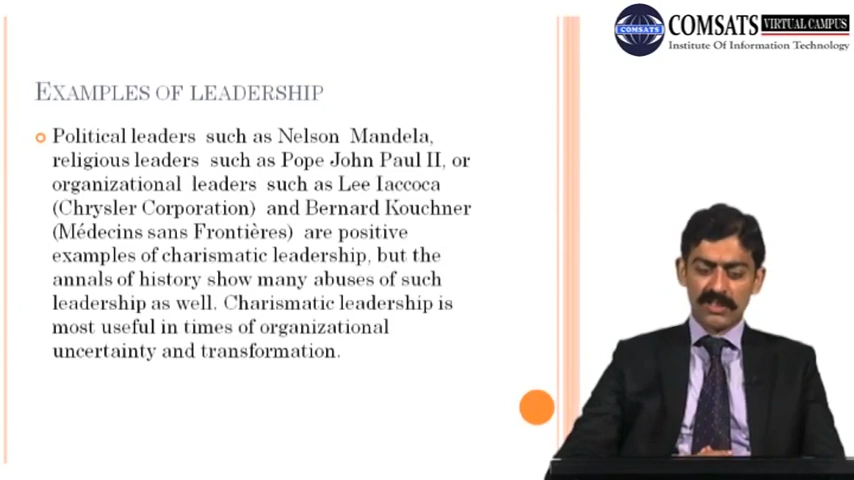 COMSATS
COMSATS VIRTUAL CAMPUS
Institute Of Information Technology
EXAMPLES OF LEADERSHIP
Political leaders such as Nelson Mandela,
religious leaders such as Pope John Paul II, or
organizational leaders such as Lee Iaccoca
(Chrysler Corporation) and Bernard Kouchner
(Médecins sans Frontières) are positive
examples of charismatic leadership, but the
annals of history show many abuses of such
leadership as well. Charismatic leadership is
most useful in times of organizational
uncertainty and transformation.